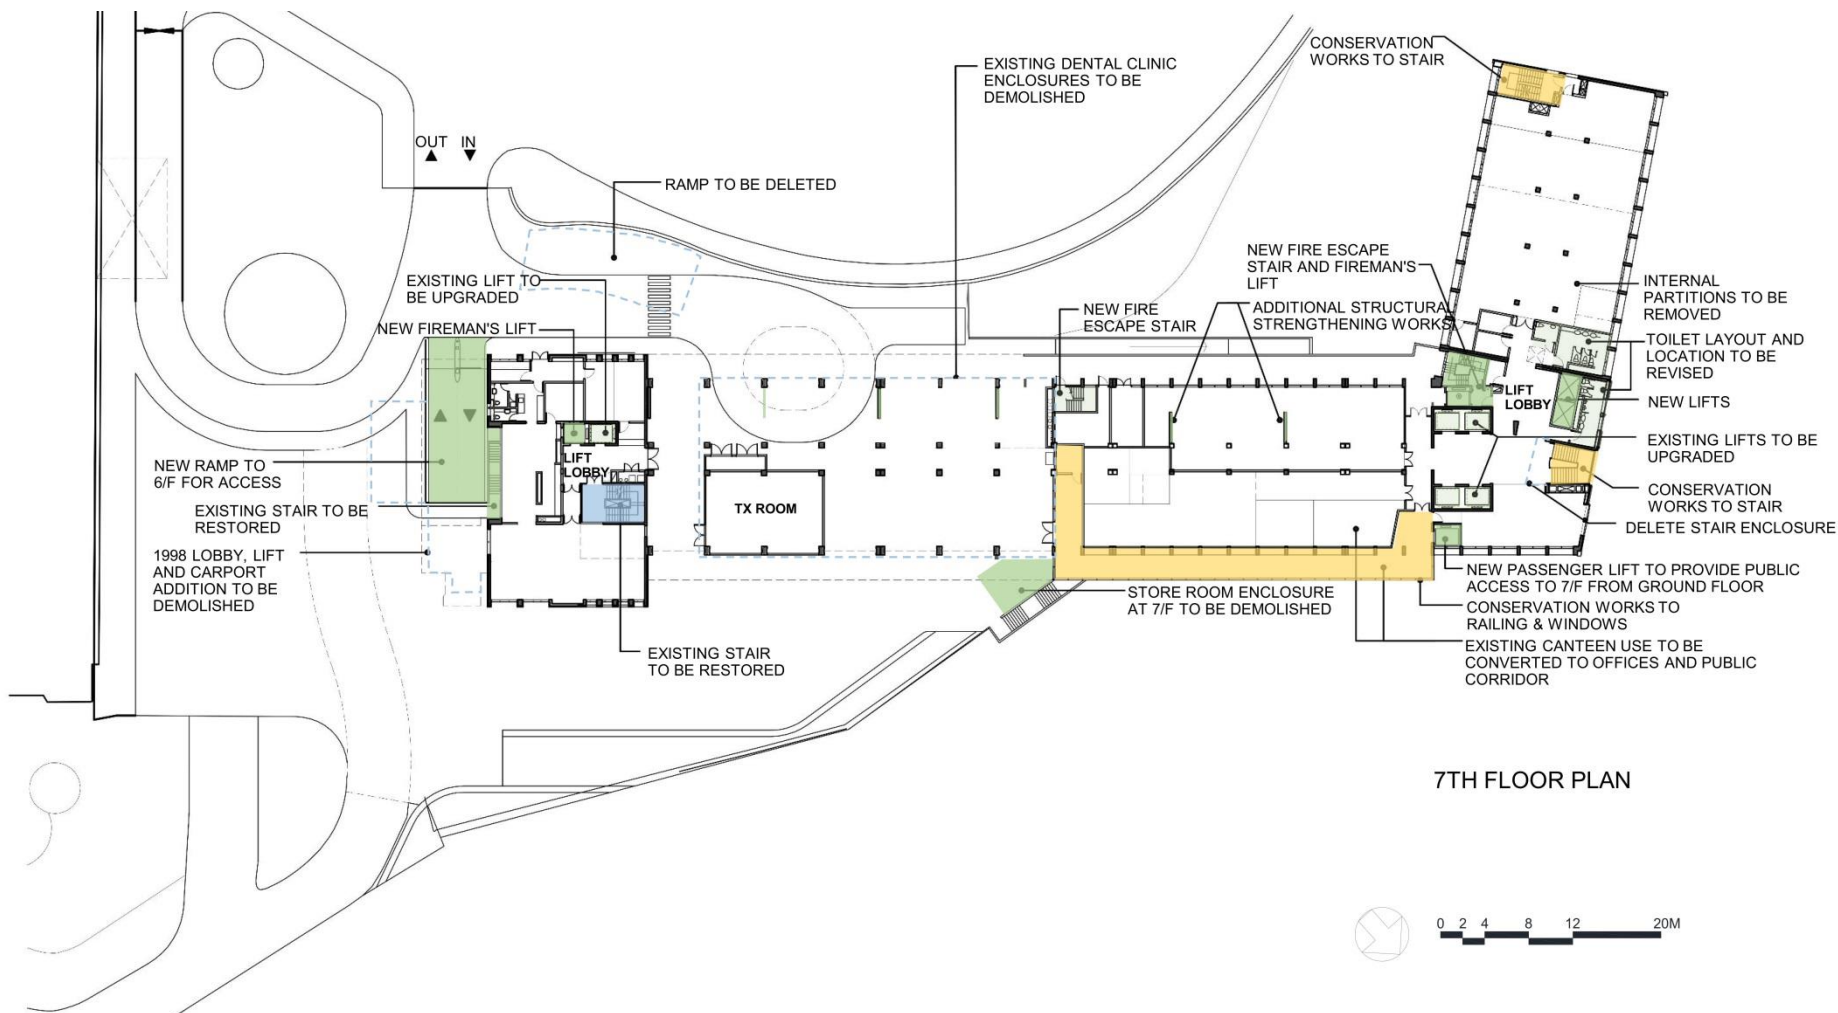 CONSERVATION
WORKS TO STAIR
EXISTING DENTAL CLINIC
ENCLOSURES TO BE
DEMOLISHED
OUT IN
RAMP TO BE DELETED
EXISTING LIFT TO
BE UPGRADED
NEW FIREMAN'S LIFT
NEW FIRE
ESCAPE STAIR
NEW FIRE ESCAPE
STAIR AND FIREMAN'S
LIFT
ADDITIONAL STRUCTURAL
STRENGTHENING WORKS
INTERNAL
PARTITIONS TO BE
REMOVED
TOILET LAYOUT AND
LOCATION TO BE
REVISED
LIFT
LOBBY
NEW LIFTS
EXISTING LIFTS TO BE
UPGRADED
CONSERVATION
WORKS TO STAIR
DELETE STAIR ENCLOSURE
NEW RAMP TO
6/F FOR ACCESS
LIFT
LOBBY
EXISTING STAIR TO BE
RESTORED
TX ROOM
1998 LOBBY, LIFT
AND CARPORT
ADDITION TO BE
DEMOLISHED
EXISTING STAIR
TO BE RESTORED
STORE ROOM ENCLOSURE
AT 7/F TO BE DEMOLISHED
NEW PASSENGER LIFT TO PROVIDE PUBLIC
ACCESS TO 7/F FROM GROUND FLOOR
CONSERVATION WORKS TO
RAILING & WINDOWS
EXISTING CANTEEN USE TO BE
CONVERTED TO OFFICES AND PUBLIC
CORRIDOR
7TH FLOOR PLAN
0 2 4 8 12 20M